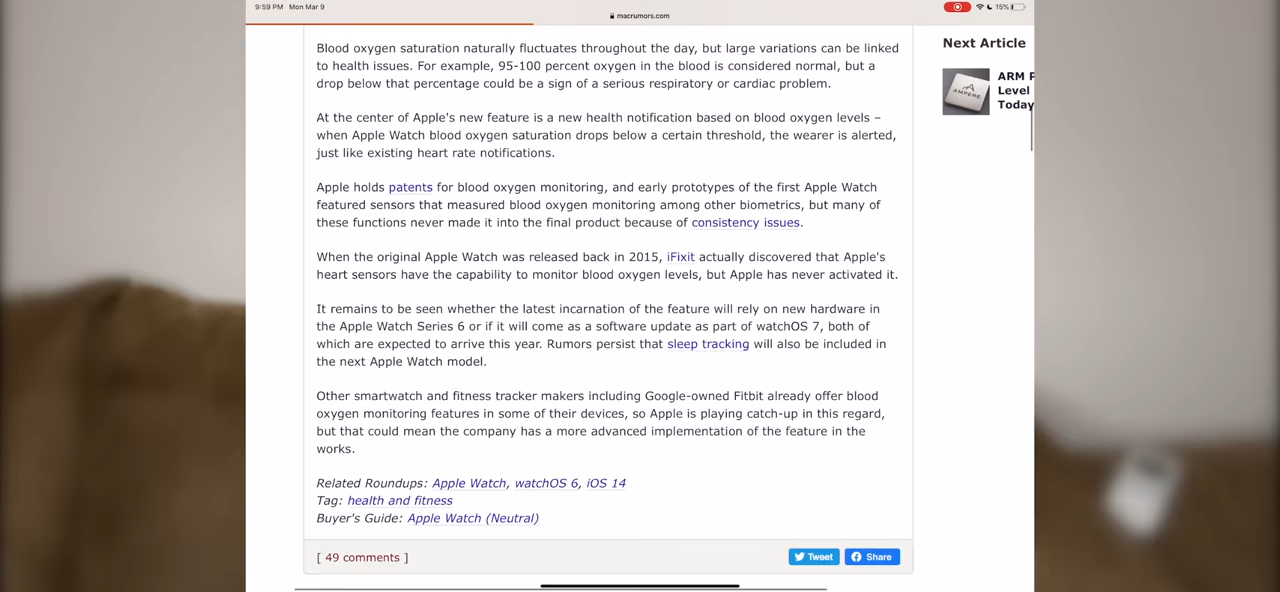 9:59 PM Mon Mar 9
15%
macrumors.com
Blood oxygen saturation naturally fluctuates throughout the day, but large variations can be linked
to health issues. For example, 95-100 percent oxygen in the blood is considered normal, but a
drop below that percentage could be a sign of a serious respiratory or cardiac problem.
At the center of Apple's new feature is a new health notification based on blood oxygen levels –
when Apple Watch blood oxygen saturation drops below a certain threshold, the wearer is alerted,
just like existing heart rate notifications.
Apple holds patents for blood oxygen monitoring, and early prototypes of the first Apple Watch
featured sensors that measured blood oxygen monitoring among other biometrics, but many of
these functions never made it into the final product because of consistency issues.
When the original Apple Watch was released back in 2015, iFixit actually discovered that Apple's
heart sensors have the capability to monitor blood oxygen levels, but Apple has never activated it.
It remains to be seen whether the latest incarnation of the feature will rely on new hardware in
the Apple Watch Series 6 or if it will come as a software update as part of watchOS 7, both of
which are expected to arrive this year. Rumors persist that sleep tracking will also be included in
the next Apple Watch model.
Other smartwatch and fitness tracker makers including Google-owned Fitbit already offer blood
oxygen monitoring features in some of their devices, so Apple is playing catch-up in this regard,
but that could mean the company has a more advanced implementation of the feature in the
works.
Related Roundups: Apple Watch, watchOS 6, iOS 14
Tag: health and fitness
Buyer's Guide: Apple Watch (Neutral)
[ 49 comments ]
Tweet
Share
Next Article
AMPERE
ARM P
Level
Today